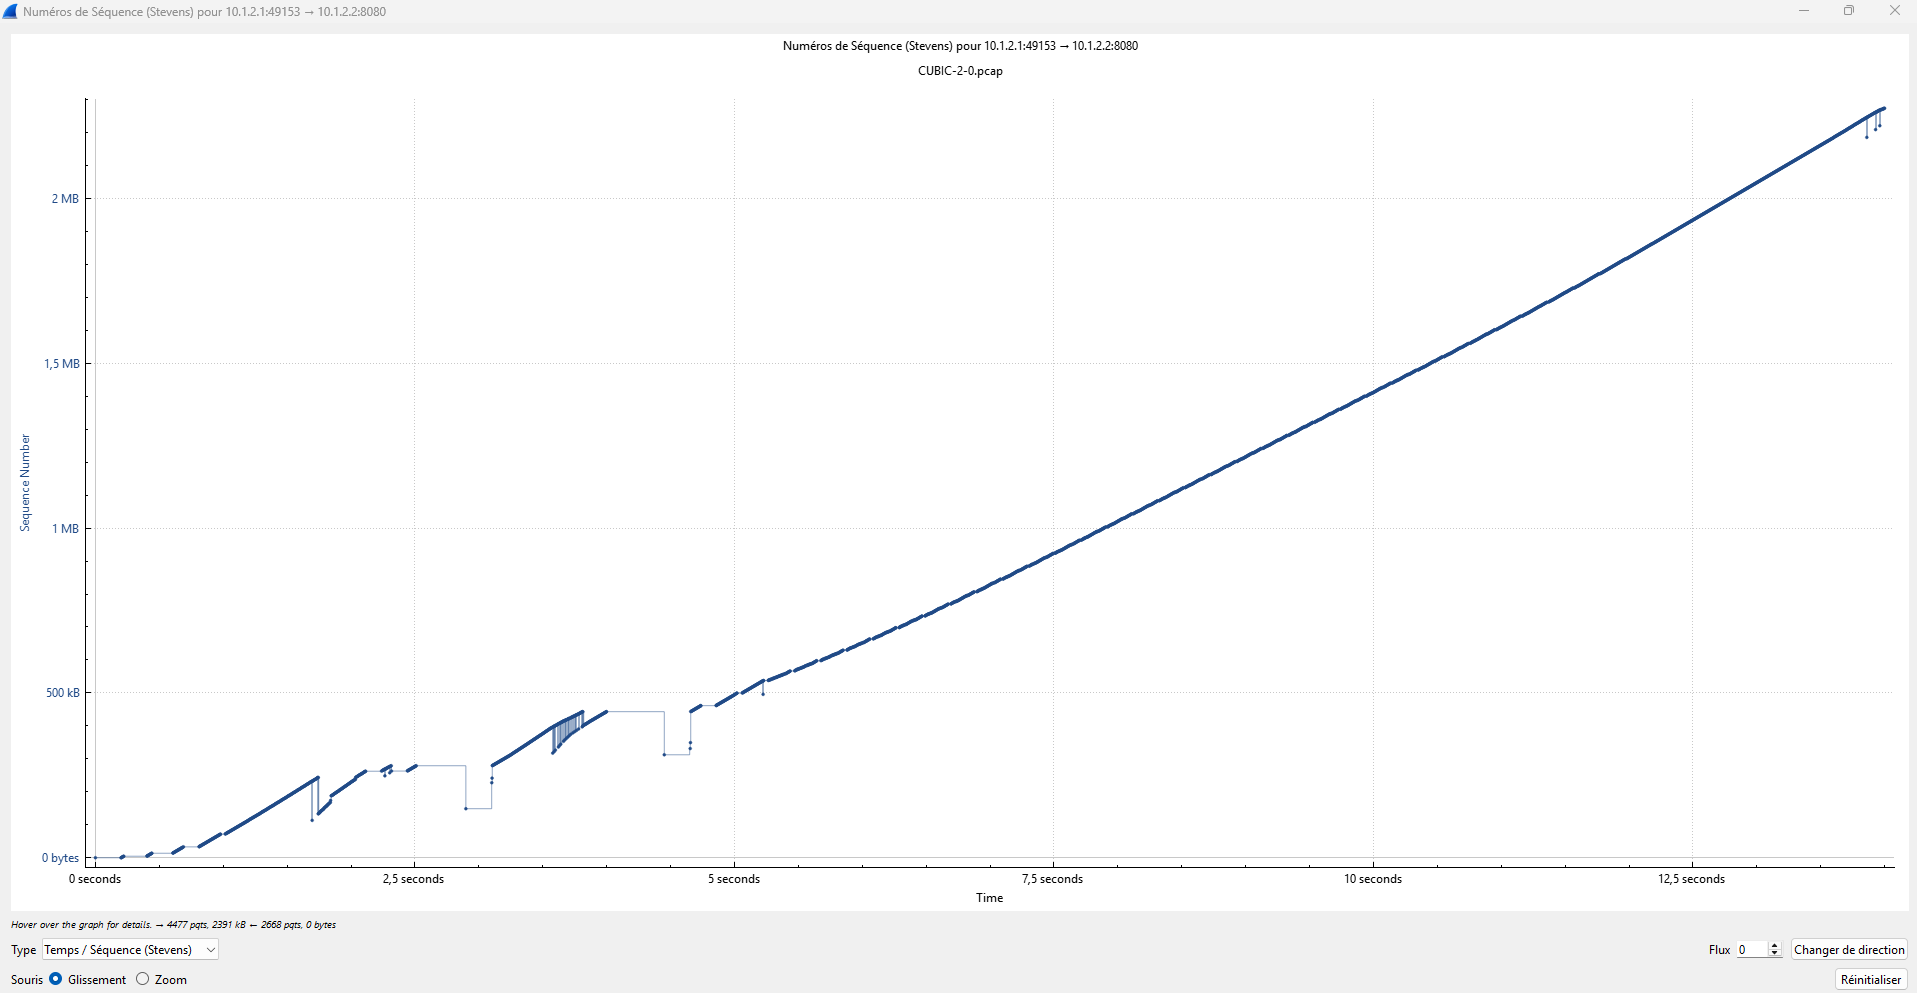 Numéros de Séquence (Stevens) pour 10.1.2.1:49153 → 10.1.2.2:8080
Numéros de Séquence (Stevens) pour 10.1.2.1:49153 → 10.1.2.2:8080
CUBIC-2-0.pcap
2 MB
1,5 MB
1 MB
500 kB
0 bytes
Sequence Number
0 seconds
2,5 seconds
5 seconds
7,5 seconds
10 seconds
12,5 seconds
Time
Hover over the graph for details. → 4477 pqts, 2391 kB ← 2668 pqts, 0 bytes
Type Temps / Séquence (Stevens)
Flux 0
Changer de direction
Souris Glissement Zoom
Réinitialiser